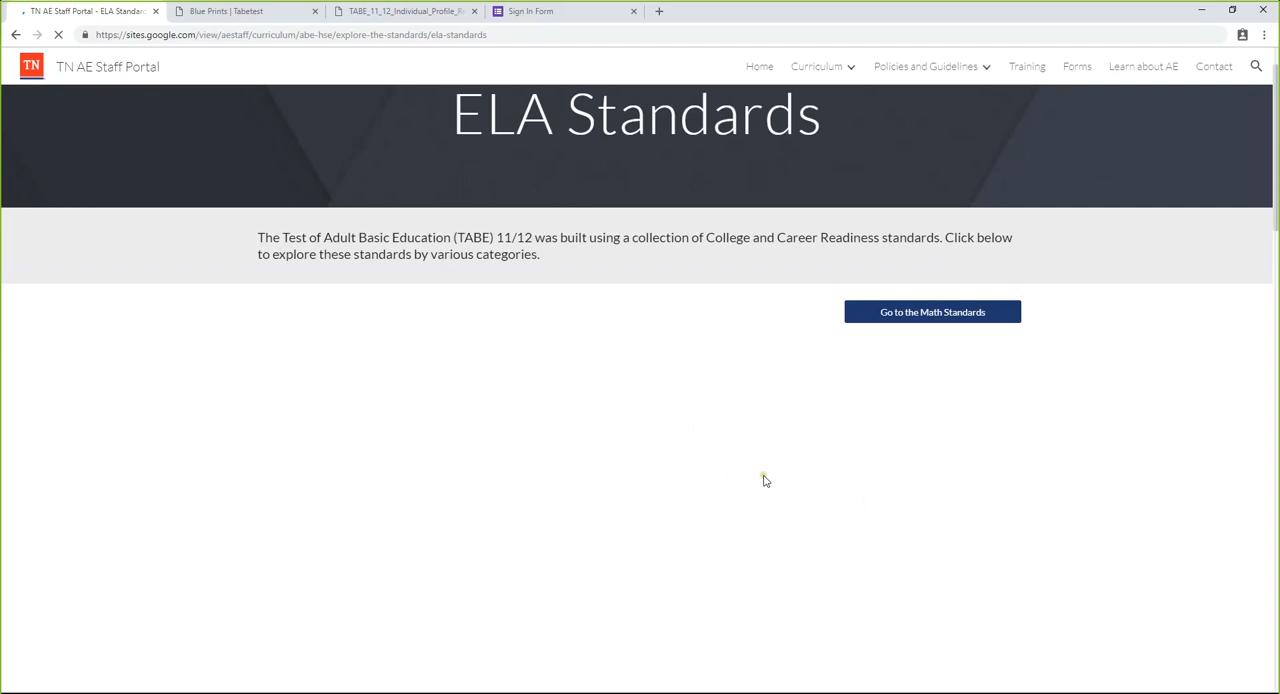 TN AE Staff Portal - ELA Standard
Blue Prints | Tabetest
TABE_11_12_Individual_Profile_R
Sign In Form
https://sites.google.com/view/aestaff/curriculum/abe-hse/explore-the-standards/ela-standards
TN
TN AE Staff Portal
Home
Curriculum
Policies and Guidelines
Training
Forms
Learn about AE
Contact
ELA Standards
The Test of Adult Basic Education (TABE) 11/12 was built using a collection of College and Career Readiness standards. Click below
to explore these standards by various categories.
Go to the Math Standards